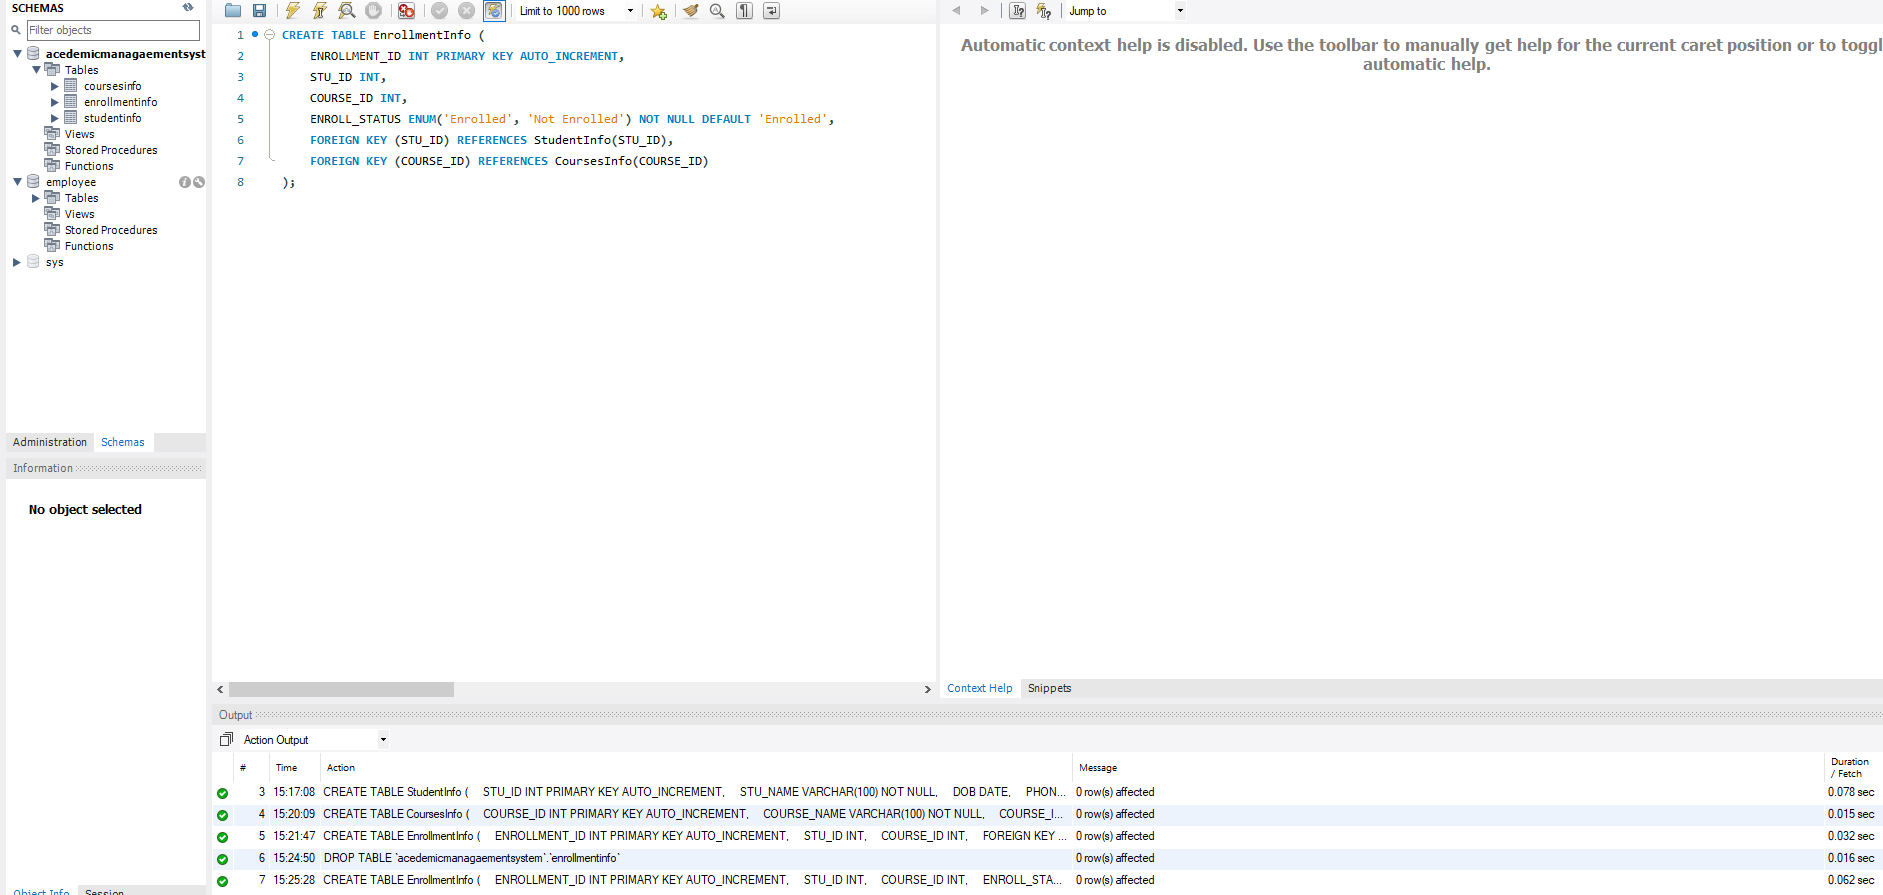 SCHEMAS
Filter objects
acedemicmanagaementsyst
Tables
coursesinfo
enrollmentinfo
studentinfo
Views
Stored Procedures
Functions
employee
Tables
Views
Stored Procedures
Functions
sys
Administration Schemas
Information
No object selected
Object Info Session
Limit to 1000 rows
1 CREATE TABLE EnrollmentInfo (
2 ENROLLMENT_ID INT PRIMARY KEY AUTO_INCREMENT,
3 STU_ID INT,
4 COURSE_ID INT,
5 ENROLL_STATUS ENUM('Enrolled', 'Not Enrolled') NOT NULL DEFAULT 'Enrolled',
6 FOREIGN KEY (STU_ID) REFERENCES StudentInfo(STU_ID),
7 FOREIGN KEY (COURSE_ID) REFERENCES CoursesInfo(COURSE_ID)
8 );
Jump to
Automatic context help is disabled. Use the toolbar to manually get help for the current caret position or to toggl
automatic help.
Context Help Snippets
Output
Action Output
# Time Action Message Duration / Fetch
3 15:17:08 CREATE TABLE StudentInfo ( STU_ID INT PRIMARY KEY AUTO_INCREMENT, STU_NAME VARCHAR(100) NOT NULL, DOB DATE, PHON... 0 row(s) affected 0.078 sec
4 15:20:09 CREATE TABLE CoursesInfo ( COURSE_ID INT PRIMARY KEY AUTO_INCREMENT, COURSE_NAME VARCHAR(100) NOT NULL, COURSE_I... 0 row(s) affected 0.015 sec
5 15:21:47 CREATE TABLE EnrollmentInfo ( ENROLLMENT_ID INT PRIMARY KEY AUTO_INCREMENT, STU_ID INT, COURSE_ID INT, FOREIGN KEY ... 0 row(s) affected 0.032 sec
6 15:24:50 DROP TABLE `acedemicmanagaementsystem`.`enrollmentinfo` 0 row(s) affected 0.016 sec
7 15:25:28 CREATE TABLE EnrollmentInfo ( ENROLLMENT_ID INT PRIMARY KEY AUTO_INCREMENT, STU_ID INT, COURSE_ID INT, ENROLL_STA... 0 row(s) affected 0.062 sec